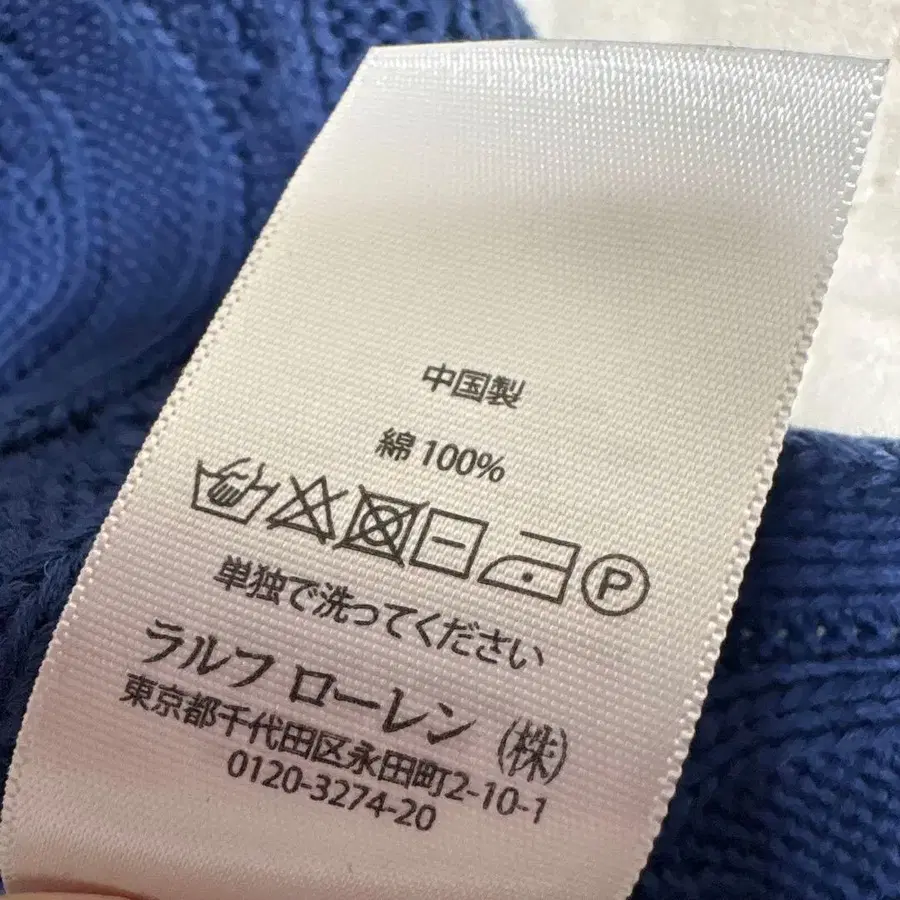 中国製
綿 100%
P
単独で洗ってください
ラルフ ローレン (株)
東京都千代田区永田町2-10-1
0120-3274-20